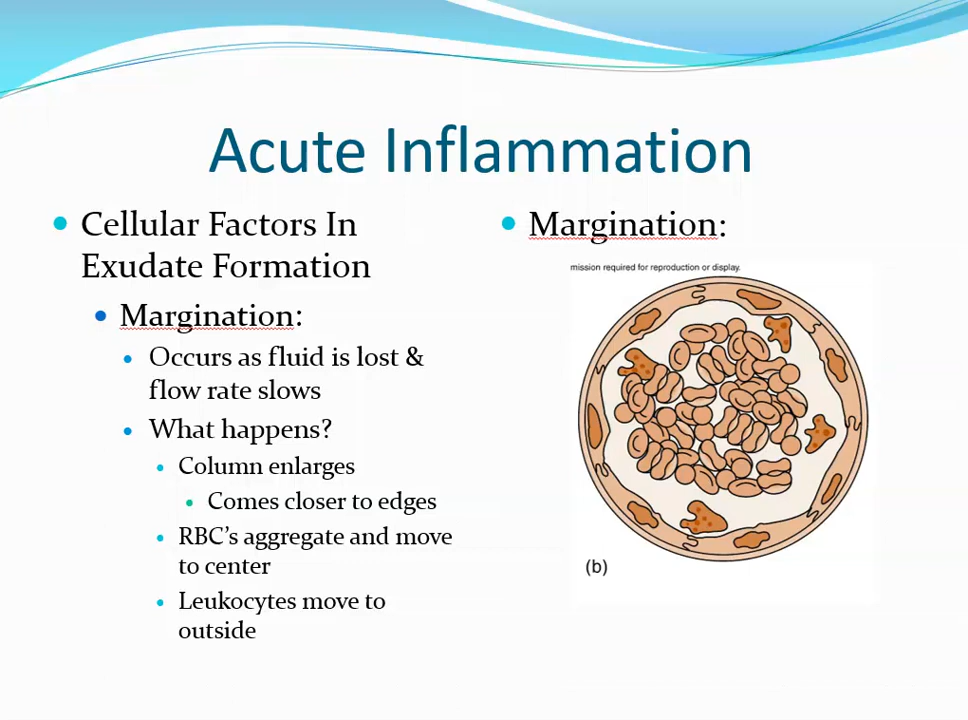 Acute Inflammation
Cellular Factors In
Exudate Formation
Margination:
Occurs as fluid is lost &
flow rate slows
What happens?
Column enlarges
Comes closer to edges
RBC's aggregate and move
to center
Leukocytes move to
outside
Margination:
mission required for reproduction or display.
(b)